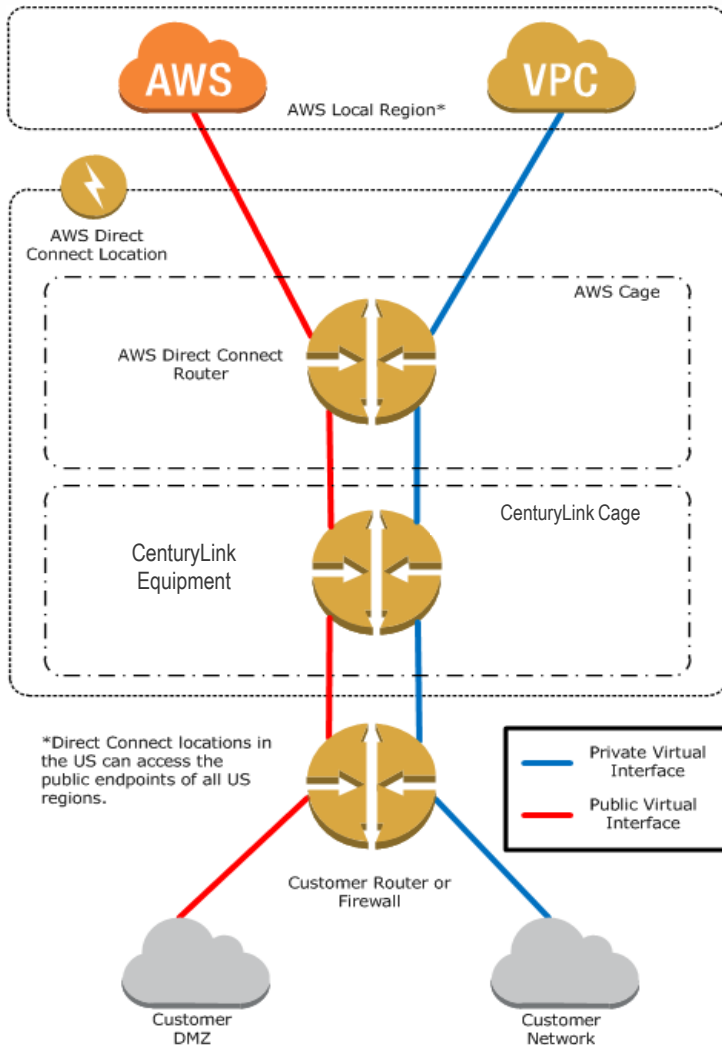 AWS
VPC
AWS Local Region*
AWS Direct
Connect Location
AWS Cage
AWS Direct Connect
Router
CenturyLink Cage
CenturyLink
Equipment
*Direct Connect locations in
the US can access the
public endpoints of all US
regions.
Private Virtual
Interface
Public Virtual
Interface
Customer Router or
Firewall
Customer
DMZ
Customer
Network